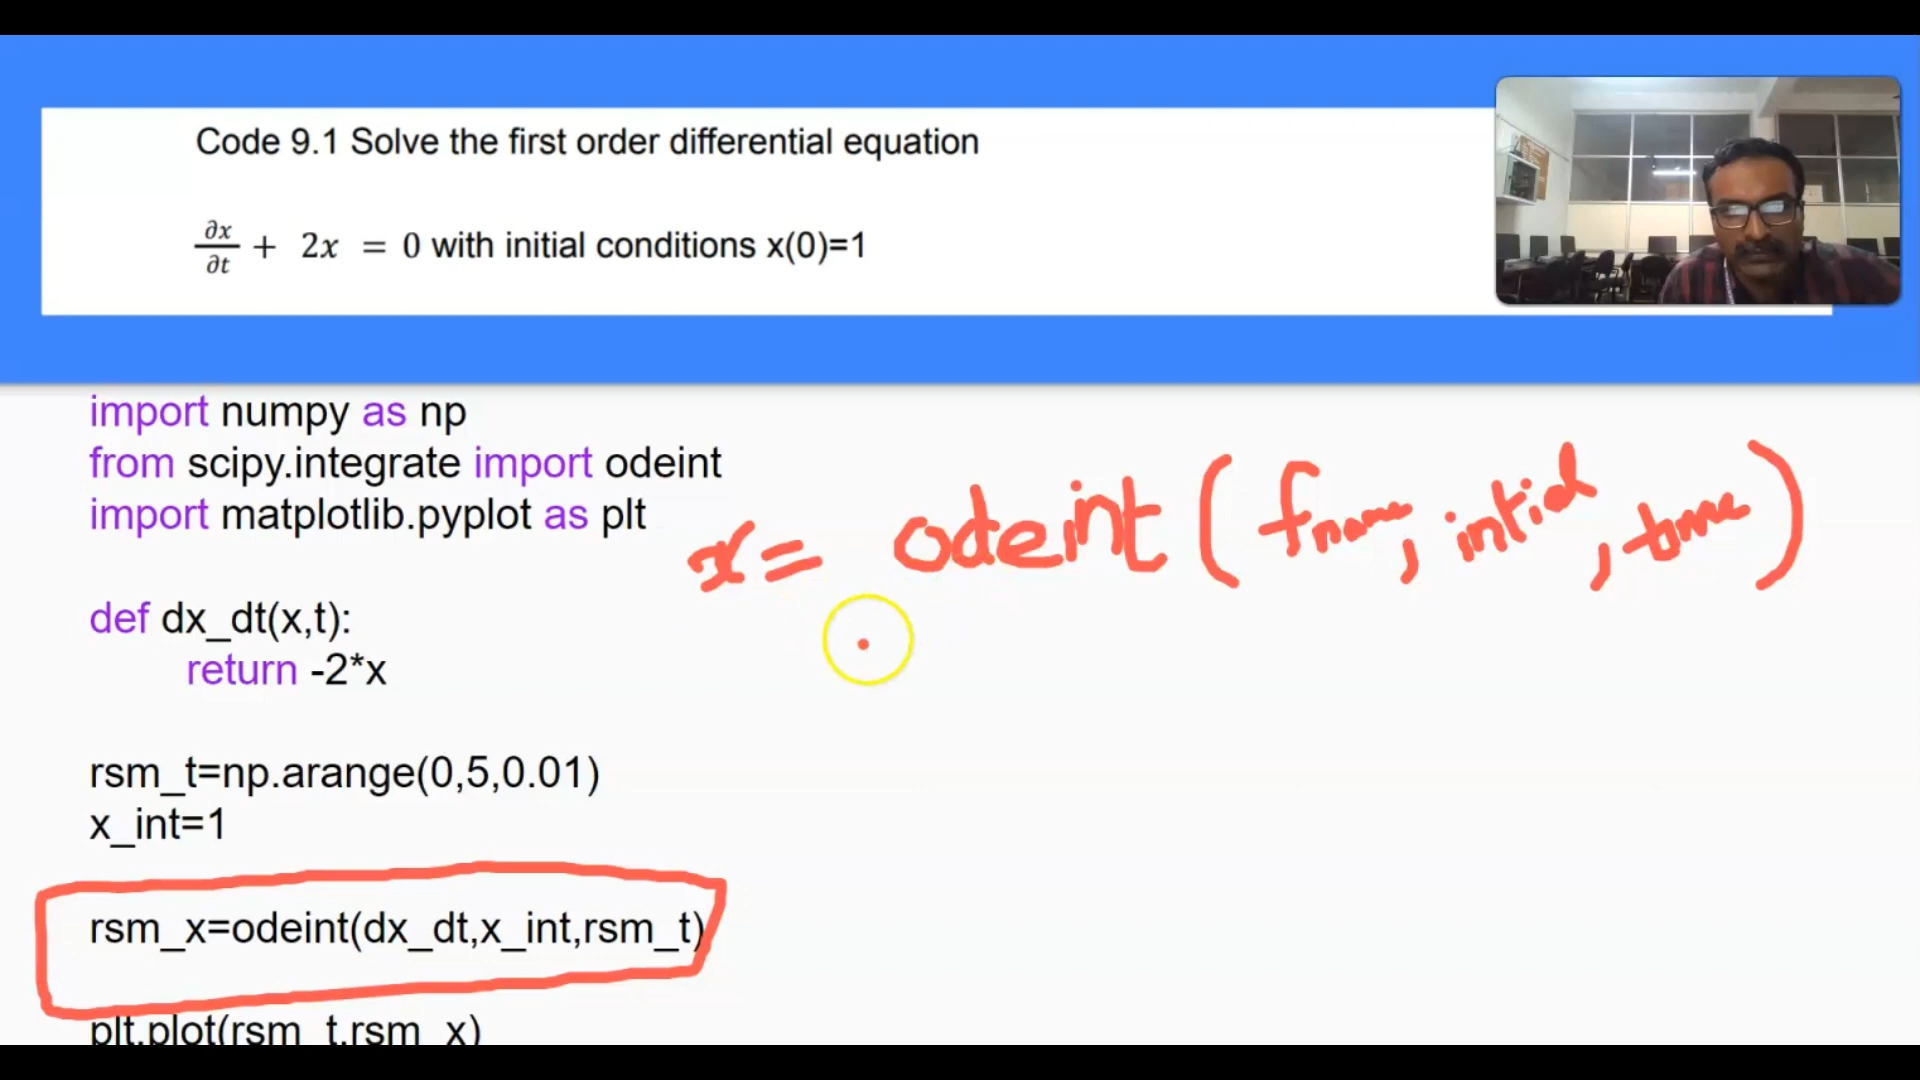 Code 9.1 Solve the first order differential equation
∂x/∂t + 2x = 0 with initial conditions x(0)=1
import numpy as np
from scipy.integrate import odeint
import matplotlib.pyplot as plt
x= odeint(fname, intial, time)
def dx_dt(x,t):
return -2*x
rsm_t=np.arange(0,5,0.01)
x_int=1
rsm_x=odeint(dx_dt,x_int,rsm_t)
plt.plot(rsm_t,rsm_x)